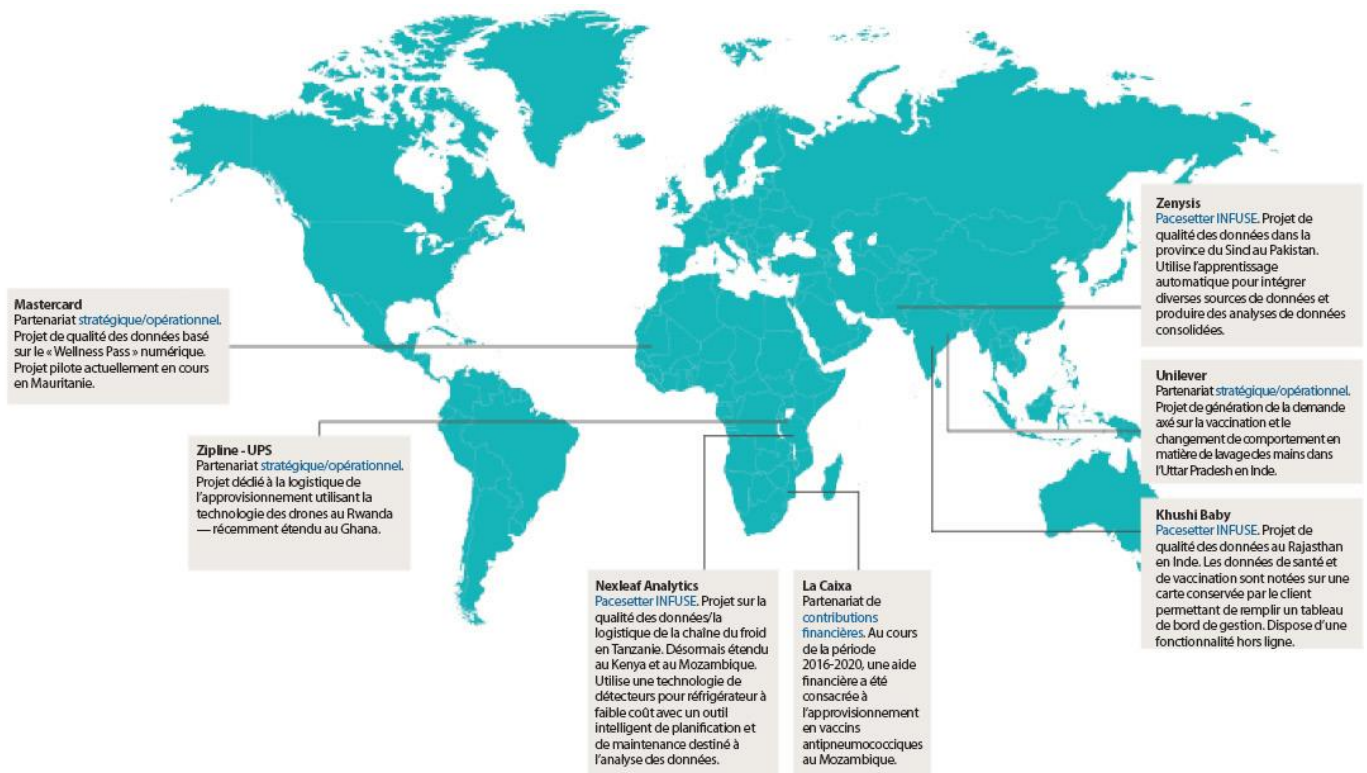 Mastercard
Partenariat stratégique/opérationnel.
Projet de qualité des données basé
sur le « Wellness Pass » numérique.
Projet pilote actuellement en cours
en Mauritanie.
Zipline - UPS
Partenariat stratégique/opérationnel.
Projet dédié à la logistique de
l'approvisionnement utilisant la
technologie des drones au Rwanda
— récemment étendu au Ghana.
Nexleaf Analytics
Pacesetter INFUSE. Projet sur la
qualité des données/la
logistique de la chaîne du froid
en Tanzanie. Désormais étendu
au Kenya et au Mozambique.
Utilise une technologie de
détecteurs pour réfrigérateur à
faible coût avec un outil
intelligent de planification et
de maintenance destiné à
l'analyse des données.
La Caixa
Partenariat de
contributions
financières. Au cours
de la période
2016-2020, une aide
financière a été
consacrée à
l'approvisionnement
en vaccins
antipneumococciques
au Mozambique.
Zenysis
Pacesetter INFUSE. Projet de
qualité des données dans la
province du Sind au Pakistan.
Utilise l'apprentissage
automatique pour intégrer
diverses sources de données et
produire des analyses de données
consolidées.
Unilever
Partenariat stratégique/opérationnel.
Projet de génération de la demande
axé sur la vaccination et le
changement de comportement en
matière de lavage des mains dans
l'Uttar Pradesh en Inde.
Khushi Baby
Pacesetter INFUSE. Projet de
qualité des données au Rajasthan
en Inde. Les données de santé et
de vaccination sont notées sur une
carte conservée par le client
permettant de remplir un tableau
de bord de gestion. Dispose d'une
fonctionnalité hors ligne.